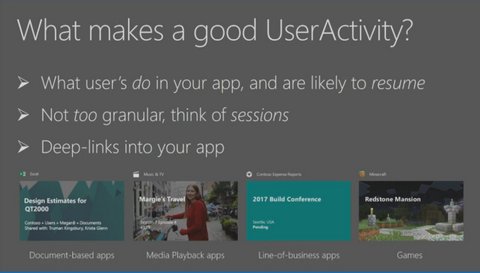 What makes a good UserActivity?
What user's do in your app, and are likely to resume
Not too granular, think of sessions
Deep-links into your app
Excel
Music & TV
Contoso Expense Reports
Minecraft
Design Estimates for
QT2000
Contoso » Users » MeganB » Documents
Shared with: Truman Kingsbury, Krista Glenn
Margie's Travel
2017 Build Conference
Seattle, USA
Pending
Redstone Mansion
Document-based apps
Media Playback apps
Line-of-business apps
Games